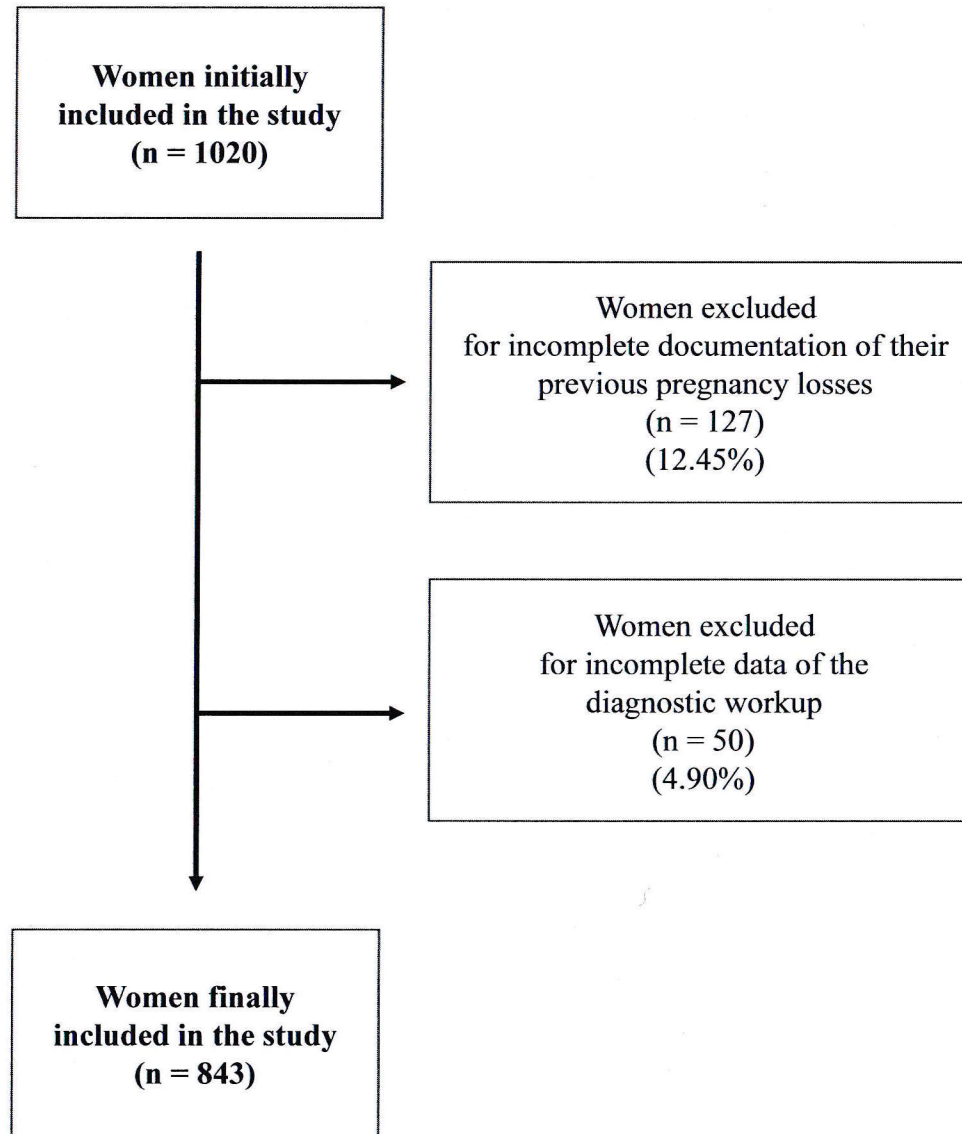 Women initially
included in the study
(n = 1020)
Women excluded
for incomplete documentation of their
previous pregnancy losses
(n = 127)
(12.45%)
Women excluded
for incomplete data of the
diagnostic workup
(n = 50)
(4.90%)
Women finally
included in the study
(n = 843)